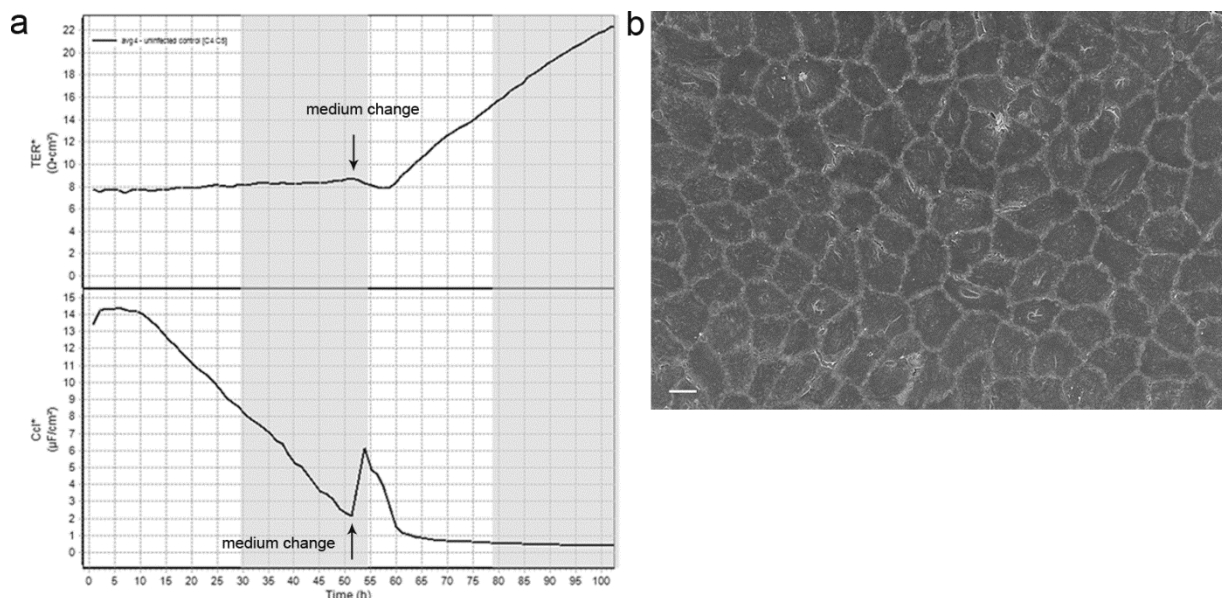 a
avg.4 - uninfected control [C4 C6]
TER*
(Ω•cm²)
22
20
18
16
14
12
10
8
6
4
2
0
medium change
Ccl*
(µF/cm²)
15
14
13
12
11
10
9
8
7
6
5
4
3
2
1
0
medium change
0 5 10 15 20 25 30 35 40 45 50 55 60 65 70 75 80 85 90 95 100
Time (h)
b